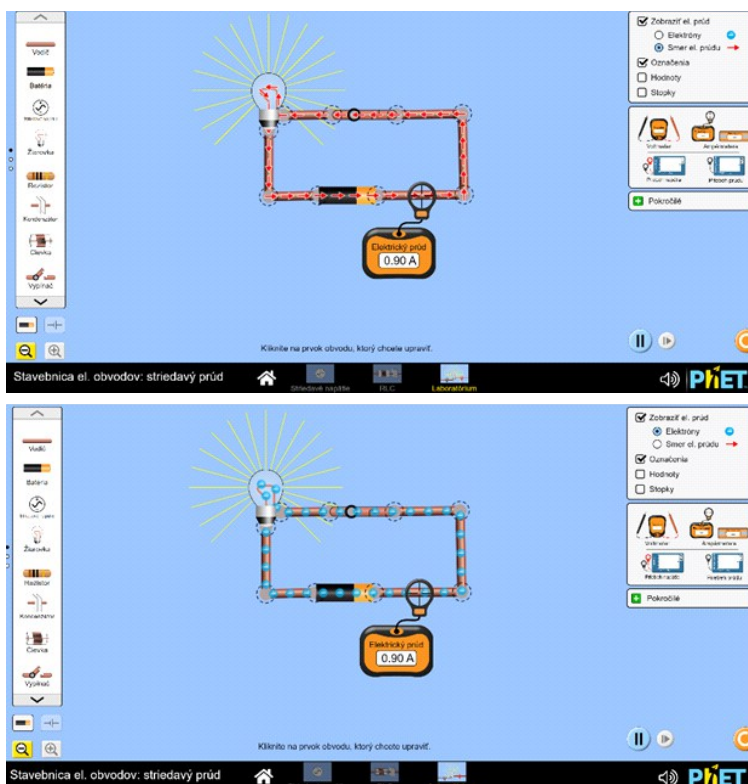 Zobraziť el. prúd
Elektróny
Smer el. prúdu
Označenia
Hodnoty
Stopky
Vodič
Batéria
Žiarovka
Rezistor
Kondenzátor
Cievka
Vypínač
Voltmeter
Ampérmetere
Pokročilé
Elektrický prúd
0.90 A
Kliknite na prvok obvodu, ktorý chcete upraviť.
Stavebnica el. obvodov: striedavý prúd
Striedavé napätie
RLC
Laboratórium
PhET
Zobraziť el. prúd
Elektróny
Smer el. prúdu
Označenia
Hodnoty
Stopky
Vodič
Batéria
Žiarovka
Rezistor
Cievka
Vypínač
Voltmeter
Pokročilé
Elektrický prúd
0.90 A
Kliknite na prvok obvodu, ktorý chcete upraviť.
Stavebnica el. obvodov: striedavý prúd
PhET